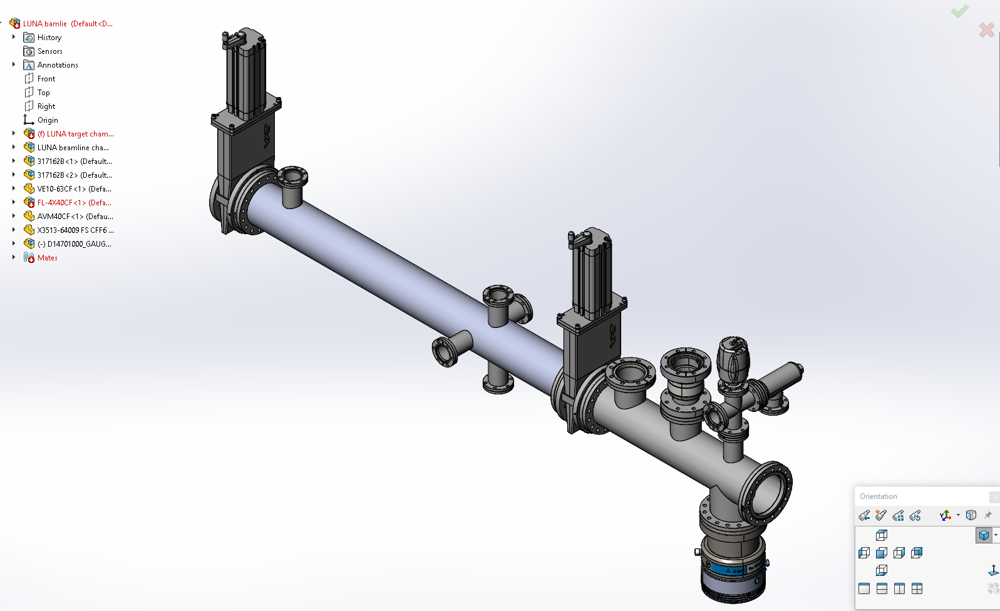 LUNA bamlie (Default<D...
History
Sensors
Annotations
Front
Top
Right
Origin
(f) LUNA target cham...
LUNA beamline cha...
317162B<1> (Default...
317162B<2> (Default...
VE10-63CF<1> (Defa...
FL-4X40CF<1> (Defa...
AVM40CF<1> (Defau...
X3513-64009 FS CFF6 ...
(-) D14701000_GAUG...
Mates
VAT
VAT
Orientation